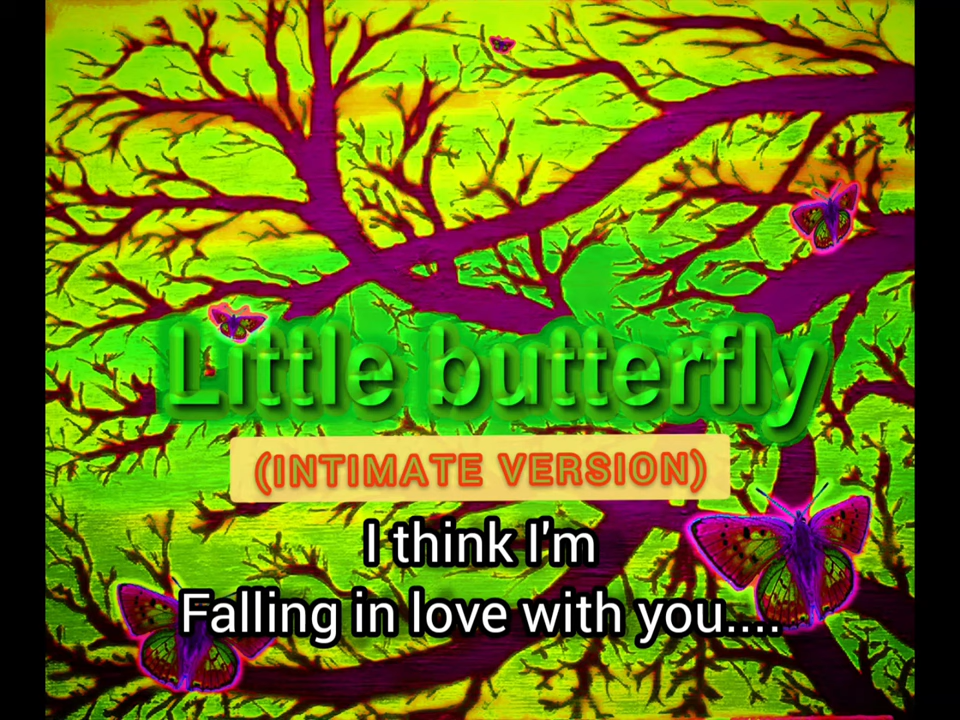 Little butterfly
(INTIMATE VERSION)
I think I'm
Falling in love with you....